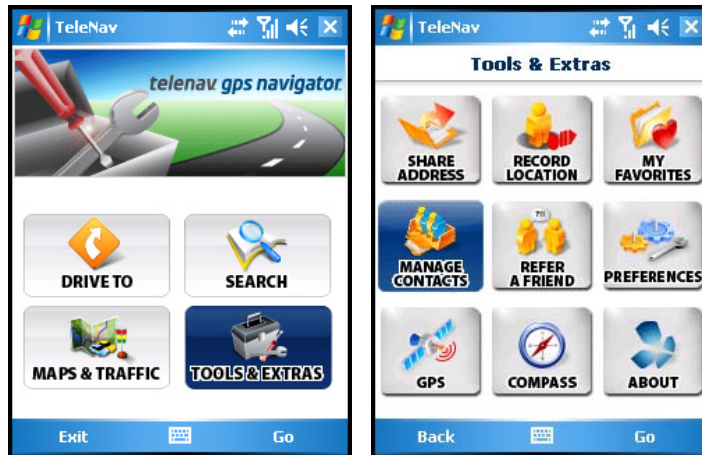 TeleNav
telenav gps navigator
DRIVE TO
SEARCH
MAPS & TRAFFIC
TOOLS & EXTRAS
Exit
Go
TeleNav
Tools & Extras
SHARE
ADDRESS
RECORD
LOCATION
MY
FAVORITES
MANAGE
CONTACTS
?!!
REFER
A FRIEND
PREFERENCES
GPS
COMPASS
ABOUT
Back
Go